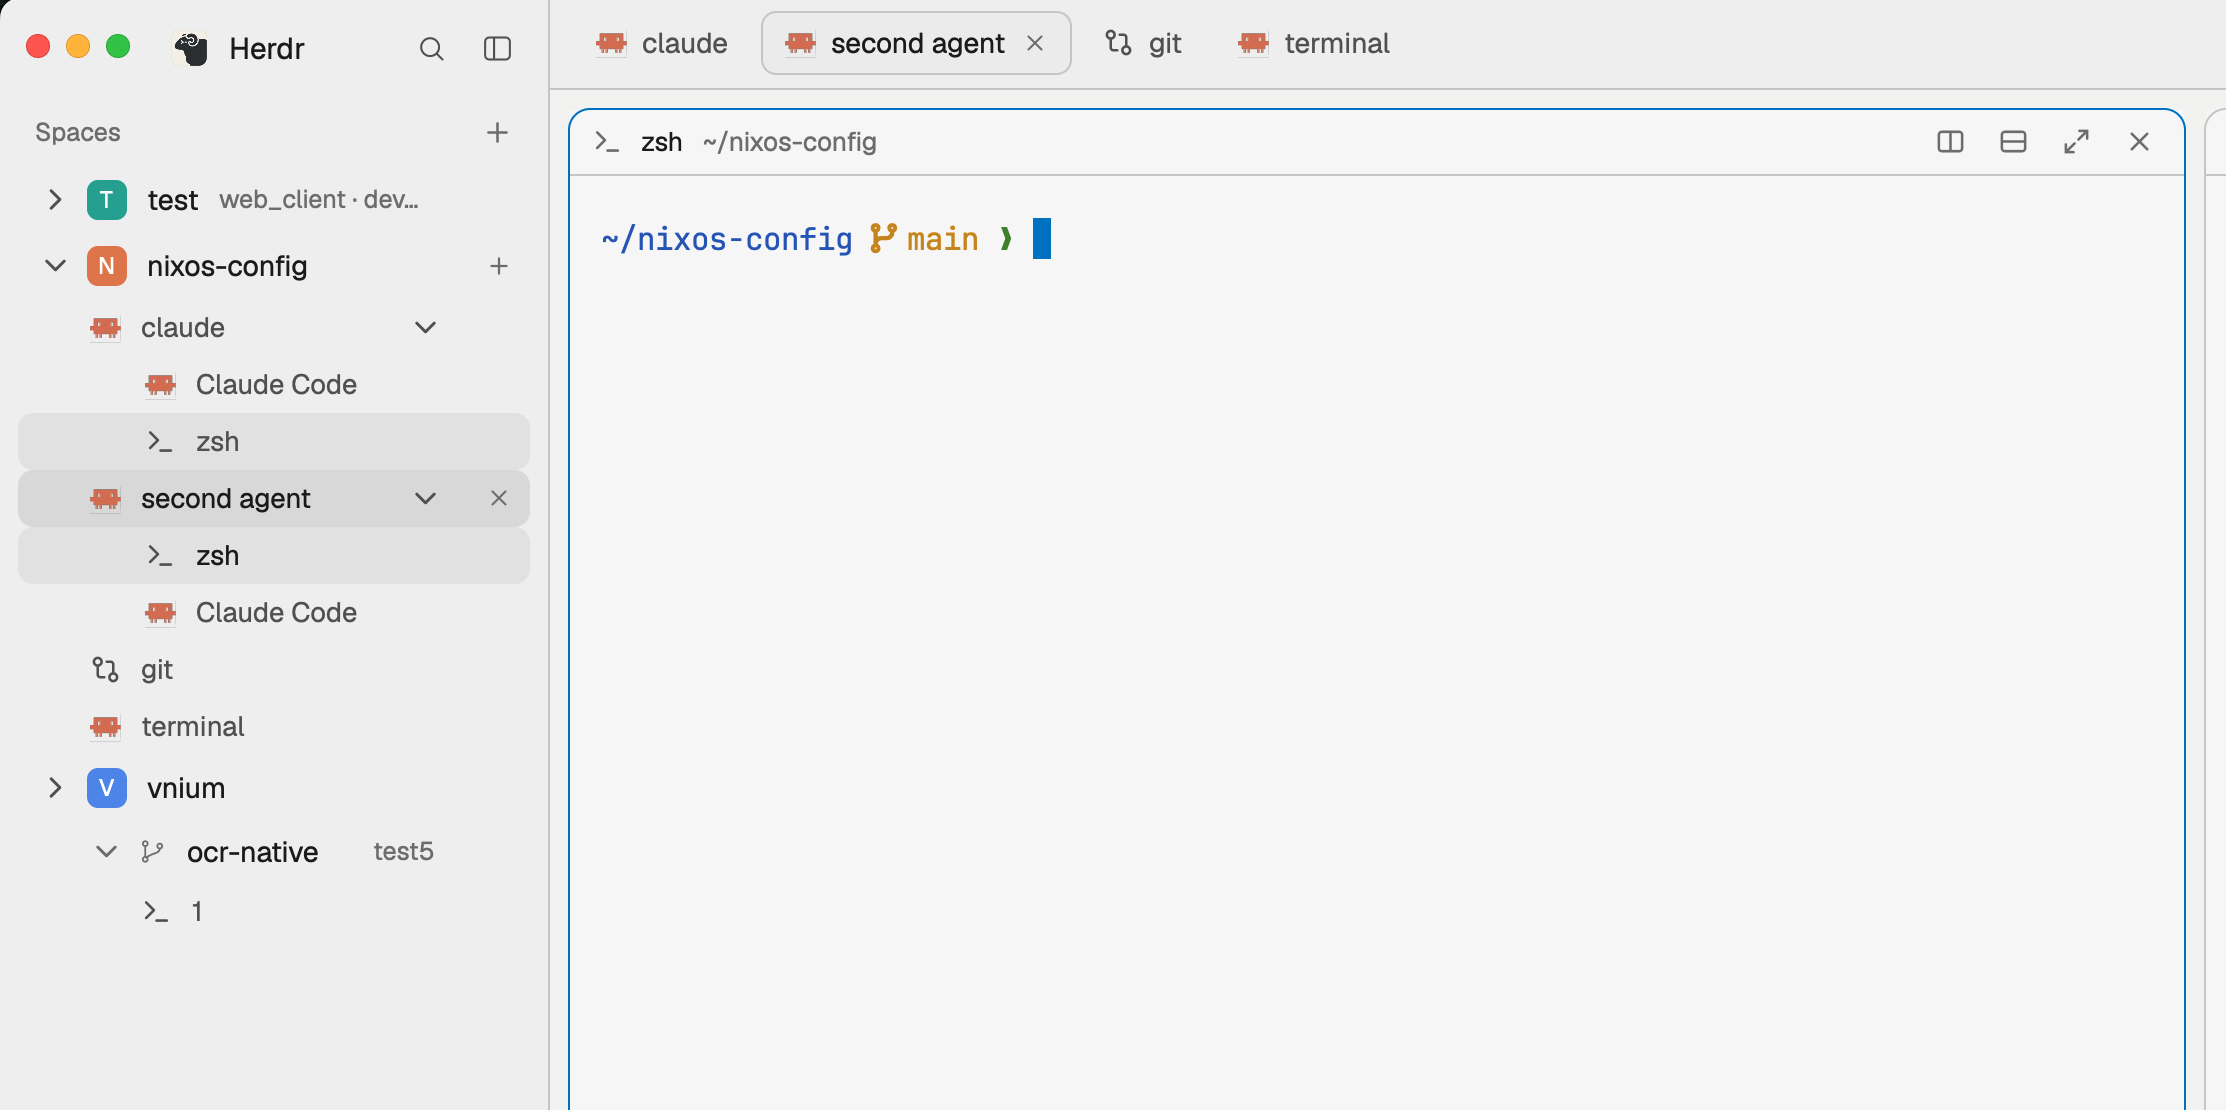 Herdr
Spaces
T test web_client · dev...
N nixos-config
claude
Claude Code
zsh
second agent
zsh
Claude Code
git
terminal
V vnium
ocr-native test5
1
claude second agent git terminal
zsh ~/nixos-config
~/nixos-config main ❯